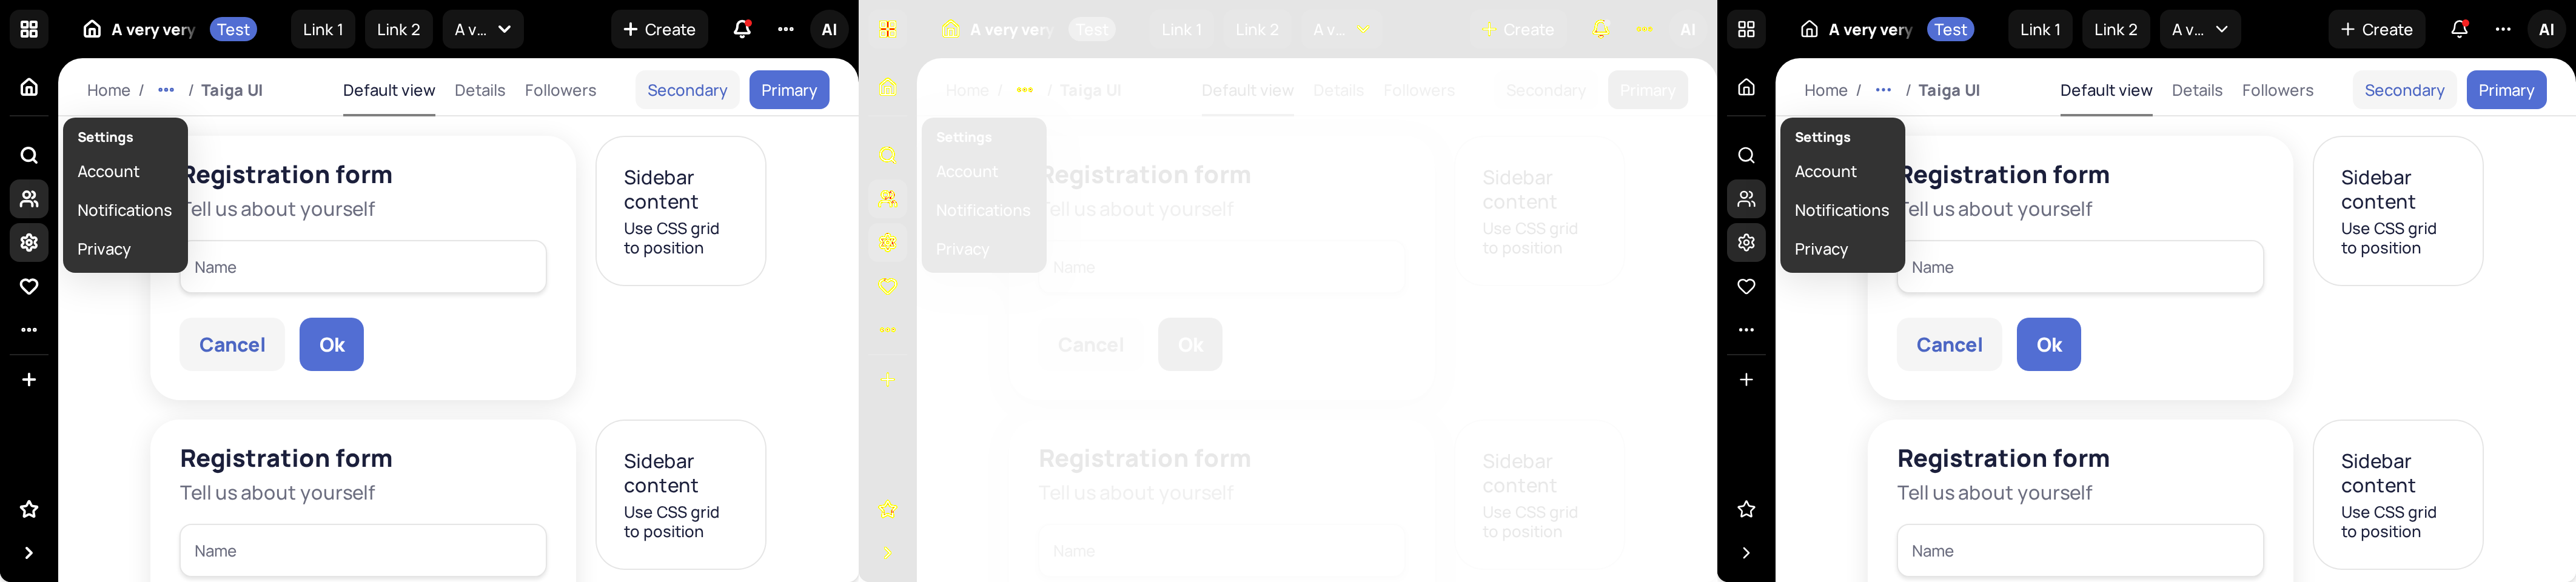 A very very Test Link 1 Link 2 A v... Create AI
Home / ... / Taiga UI Default view Details Followers Secondary Primary
Settings
Account
Notifications
Privacy
Registration form
Tell us about yourself
Name
Cancel Ok
Sidebar
content
Use CSS grid
to position
Registration form
Tell us about yourself
Name
Sidebar
content
Use CSS grid
to position
A very very Test Link 1 Link 2 A v... Create AI
Home / ... / Taiga UI Default view Details Followers Secondary Primary
Settings
Account
Notifications
Privacy
Registration form
Tell us about yourself
Name
Cancel Ok
Sidebar
content
Use CSS grid
to position
Registration form
Tell us about yourself
Name
Sidebar
content
Use CSS grid
to position
A very very Test Link 1 Link 2 A v... Create AI
Home / ... / Taiga UI Default view Details Followers Secondary Primary
Settings
Account
Notifications
Privacy
Registration form
Tell us about yourself
Name
Cancel Ok
Sidebar
content
Use CSS grid
to position
Registration form
Tell us about yourself
Name
Sidebar
content
Use CSS grid
to position